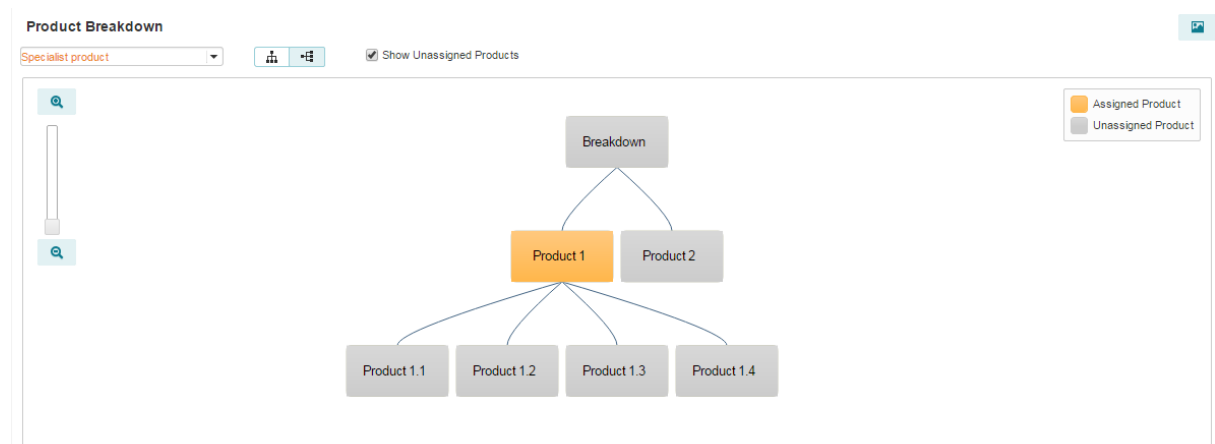 Product Breakdown
Specialist product
Show Unassigned Products
Assigned Product
Unassigned Product
Breakdown
Product 1
Product 2
Product 1.1
Product 1.2
Product 1.3
Product 1.4